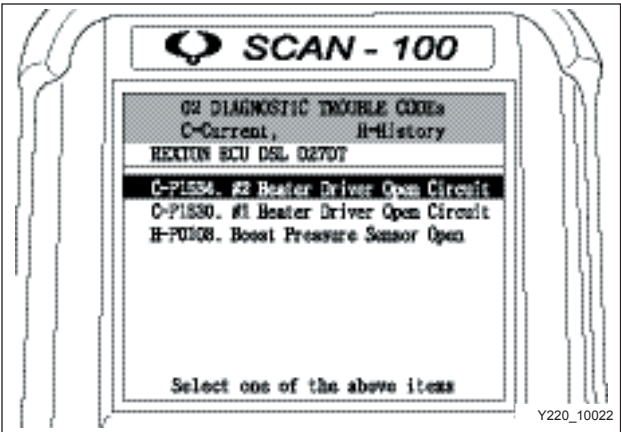 SCAN - 100
02 DIAGNOSTIC TROUBLE CODEs
C-Current, H-History
REXTON ECU DSL D27DT
C-P1534. #2 Heater Driver Open Circuit
C-P1530. #1 Heater Driver Open Circuit
H-P0108. Boost Pressure Sensor Open
Select one of the above items
Y220_10022